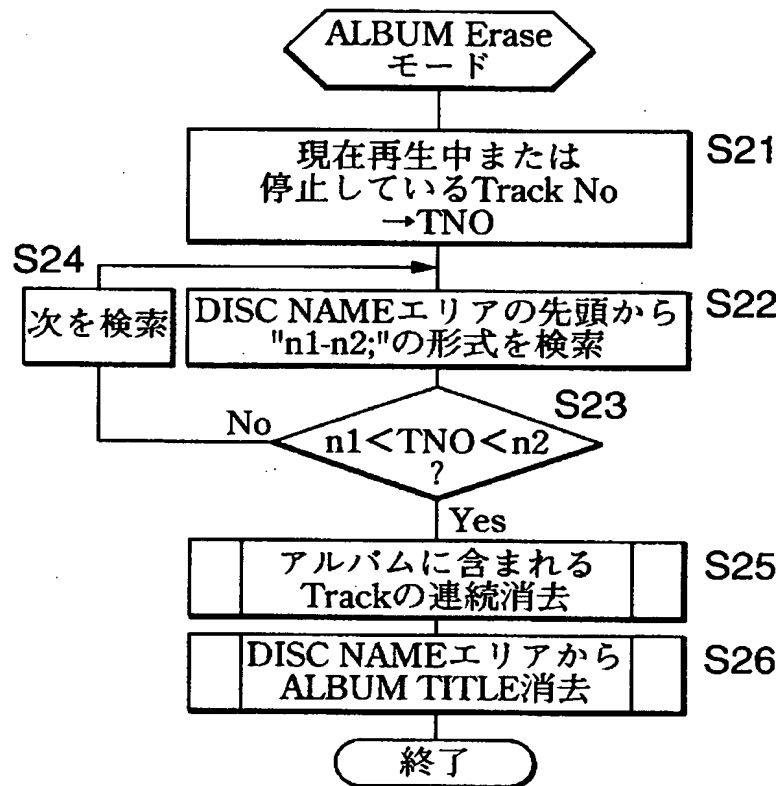 ALBUM Erase
モード
S21
現在再生中または
停止しているTrack No
→TNO
S24
次を検索
S22
DISC NAMEエリアの先頭から
"n1-n2;"の形式を検索
S23
No
n1<TNO<n2
?
Yes
S25
アルバムに含まれる
Trackの連続消去
S26
DISC NAMEエリアから
ALBUM TITLE消去
終了